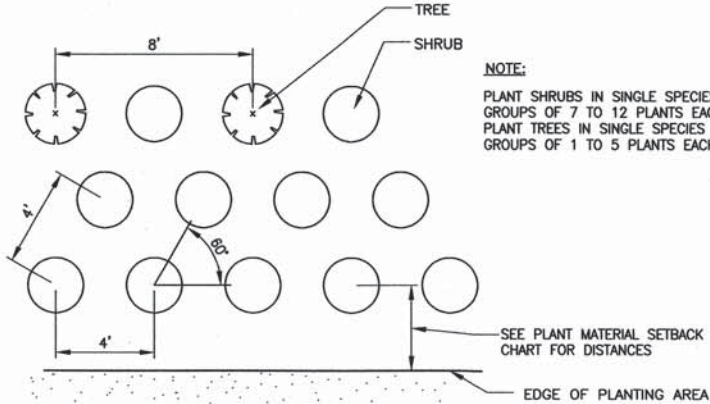 TREE
8'
SHRUB
NOTE:
PLANT SHRUBS IN SINGLE SPECIES
GROUPS OF 7 TO 12 PLANTS EAC
PLANT TREES IN SINGLE SPECIES
GROUPS OF 1 TO 5 PLANTS EACH
4'
60°
4'
SEE PLANT MATERIAL SETBACK
CHART FOR DISTANCES
EDGE OF PLANTING AREA